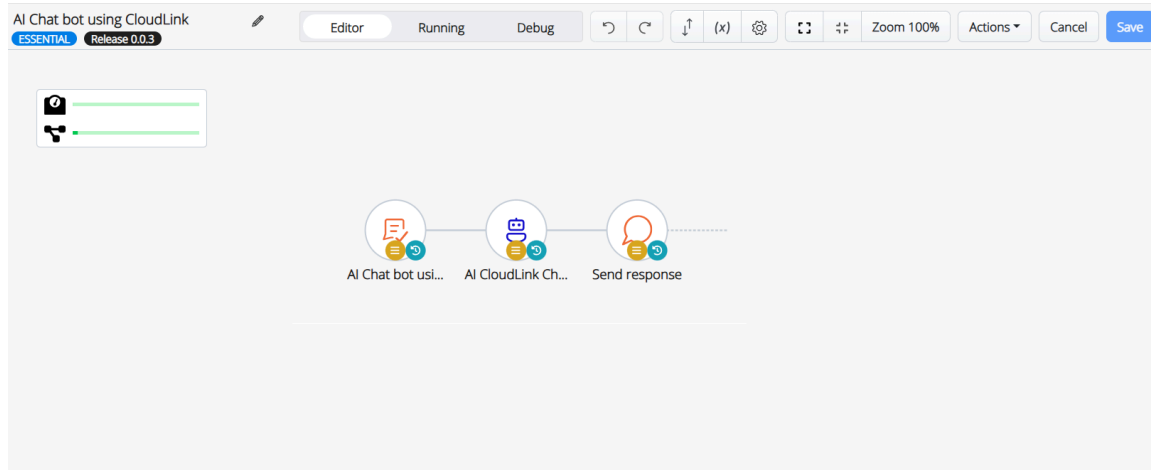 AI Chat bot using CloudLink
ESSENTIAL Release 0.0.3
Editor Running Debug (x) Zoom 100% Actions Cancel Save
AI Chat bot usi... AI CloudLink Ch... Send response